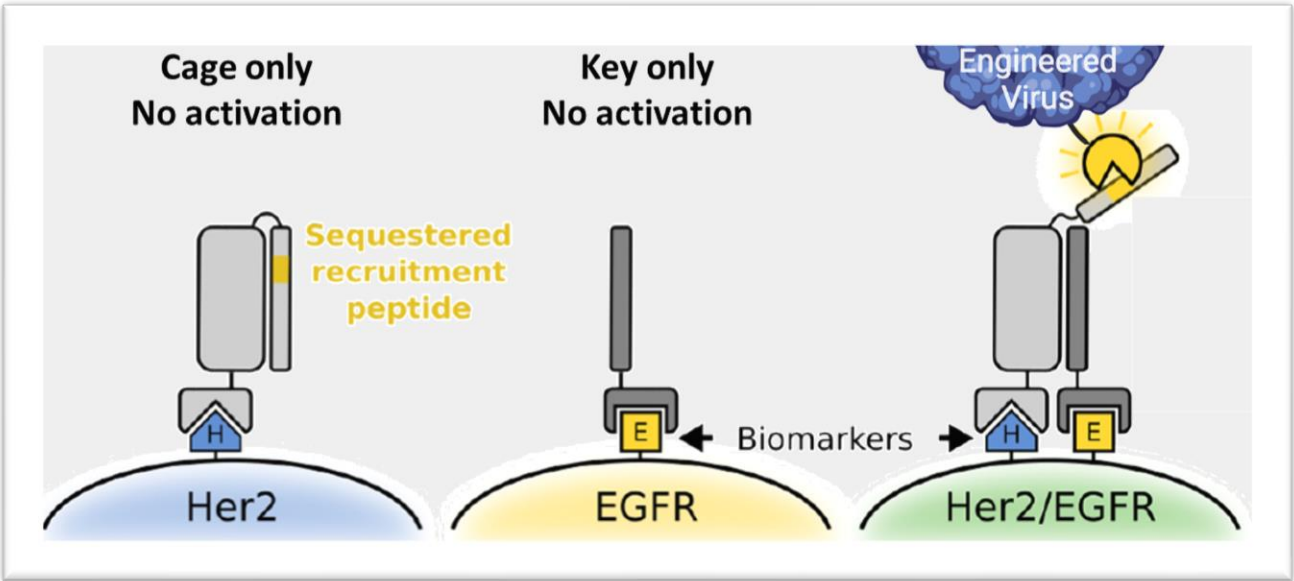 Cage only
No activation
Key only
No activation
Engineered
Virus
Sequestered
recruitment
peptide
H
E
Biomarkers
H
E
Her2
EGFR
Her2/EGFR